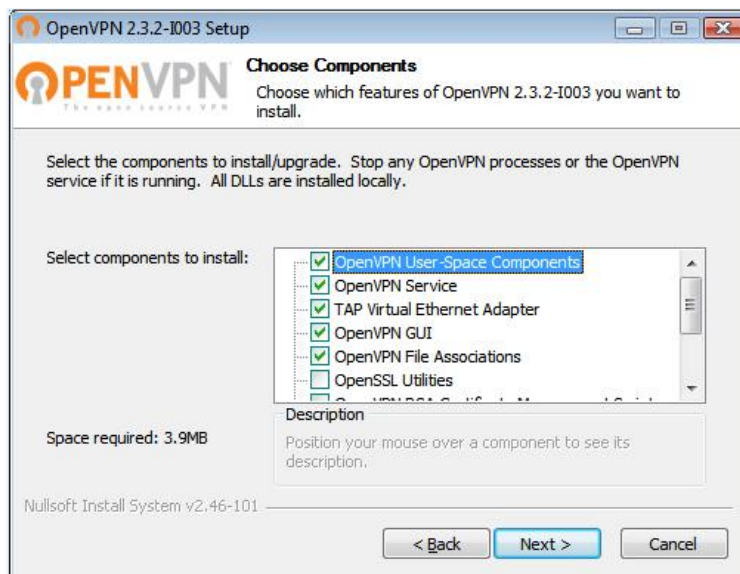 OpenVPN 2.3.2-I003 Setup
OPENVPN
The open source VPN
Choose Components
Choose which features of OpenVPN 2.3.2-I003 you want to
install.
Select the components to install/upgrade. Stop any OpenVPN processes or the OpenVPN
service if it is running. All DLLs are installed locally.
Select components to install:
OpenVPN User-Space Components
OpenVPN Service
TAP Virtual Ethernet Adapter
OpenVPN GUI
OpenVPN File Associations
OpenSSL Utilities
Space required: 3.9MB
Description
Position your mouse over a component to see its
description.
Nullsoft Install System v2.46-101
< Back
Next >
Cancel